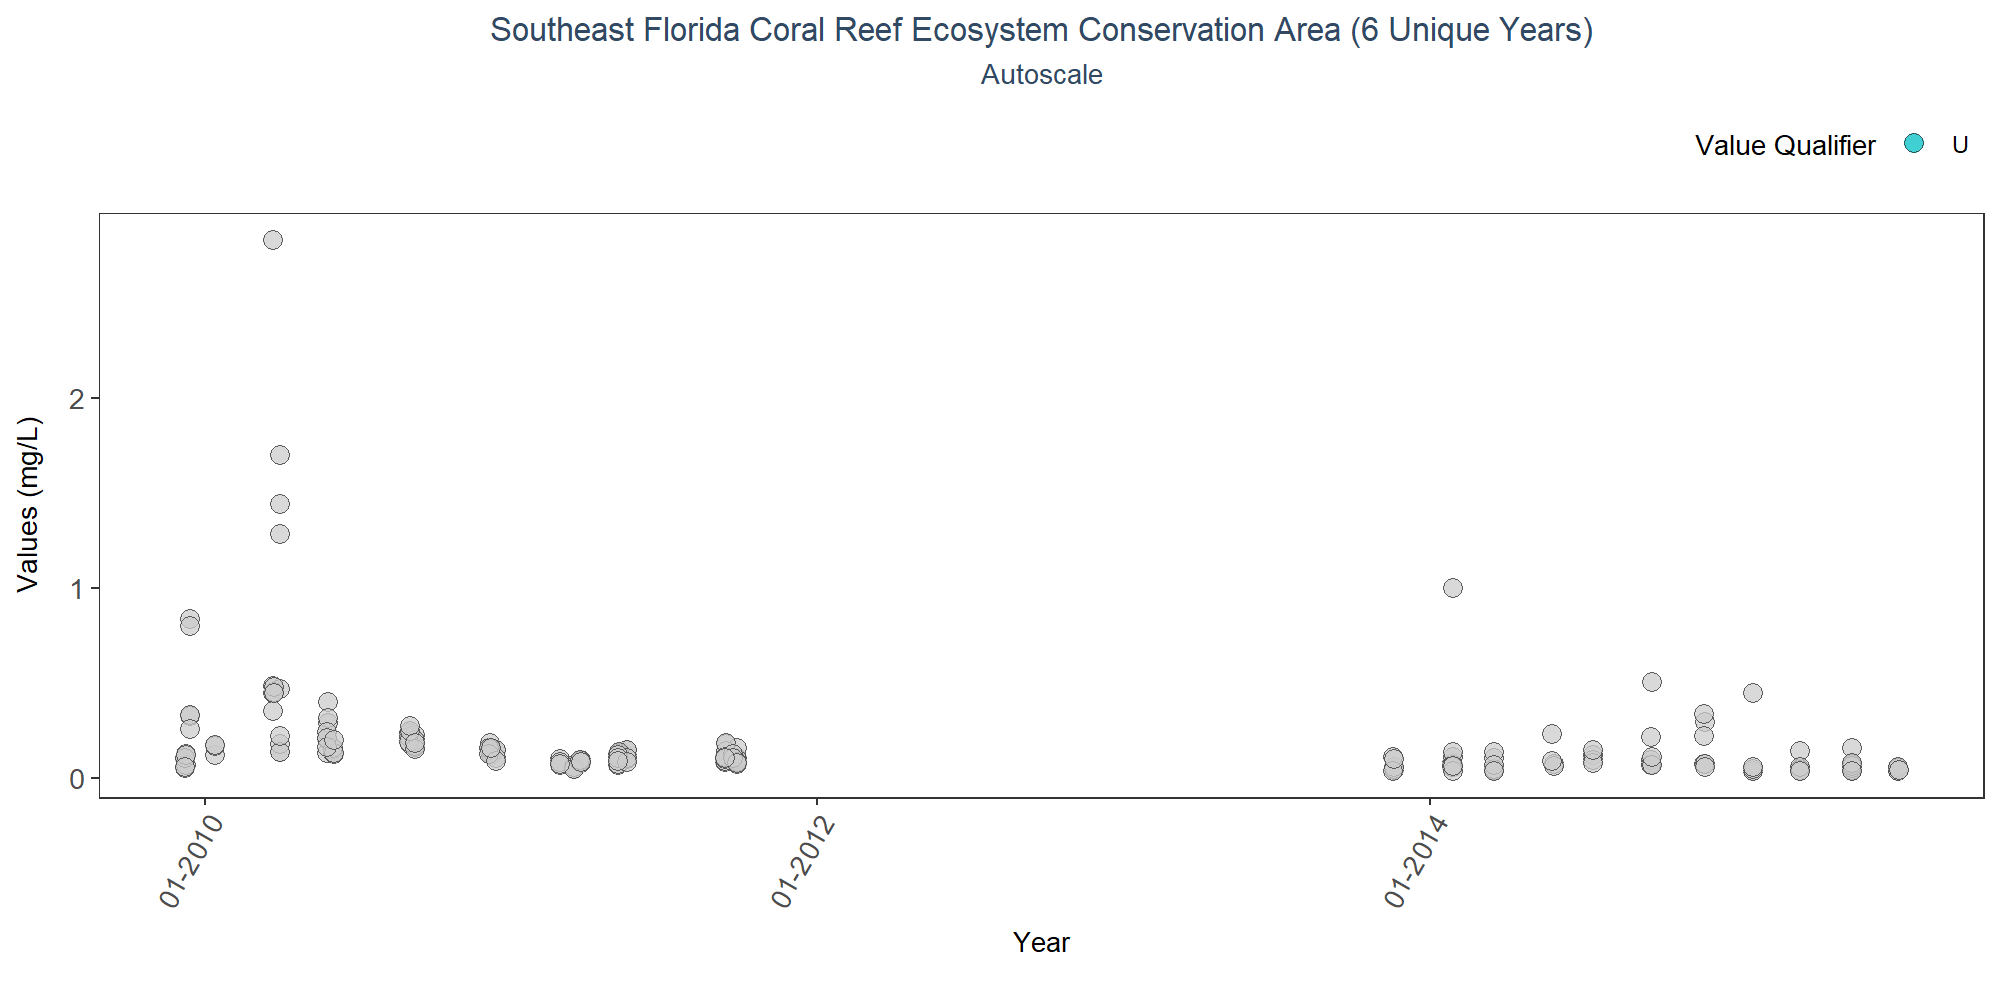 Southeast Florida Coral Reef Ecosystem Conservation Area (6 Unique Years)
Autoscale
Value Qualifier U
Values (mg/L)
2
1
0
01-2010
01-2012
01-2014
Year